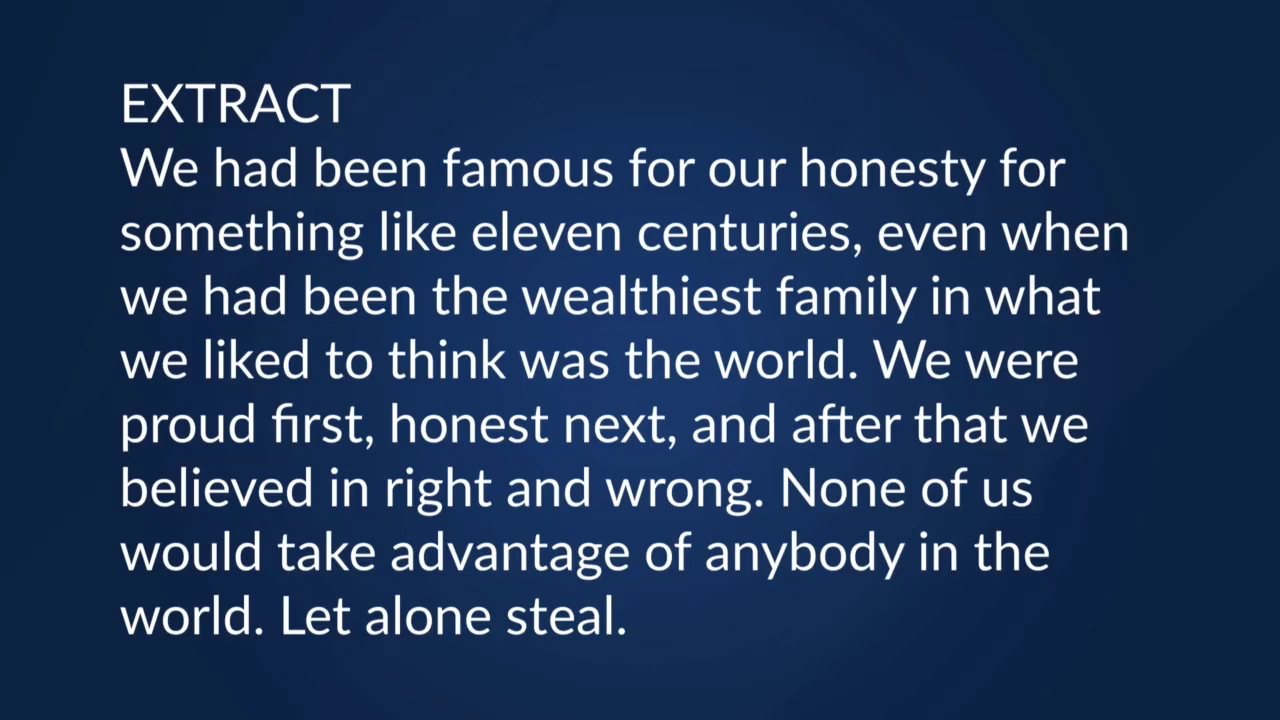 EXTRACT
We had been famous for our honesty for
something like eleven centuries, even when
we had been the wealthiest family in what
we liked to think was the world. We were
proud first, honest next, and after that we
believed in right and wrong. None of us
would take advantage of anybody in the
world. Let alone steal.